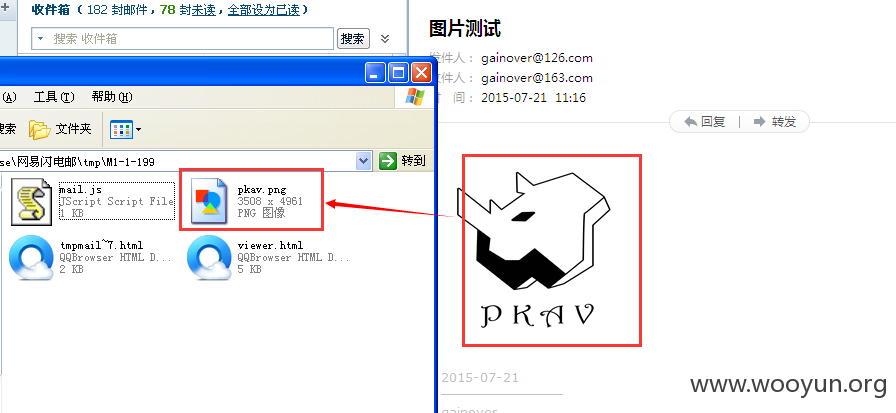 收件箱（182 封邮件，78 封未读，全部设为已读）
搜索 收件箱
搜索
(A) 工具(T) 帮助(H)
搜索 文件夹
se\网易闪电邮\tmp\M1-1-199
转到
mail.js
JScript Script File
1 KB
pkav.png
3508 x 4961
PNG 图像
tmpmail~7.html
QQBrowser HTML D...
2 KB
viewer.html
QQBrowser HTML D...
5 KB
图片测试
发件人： gainover@126.com
收件人： gainover@163.com
时 间： 2015-07-21 11:16
回复 | 转发
PKAV
2015-07-21
gainover
www.wooyun.org